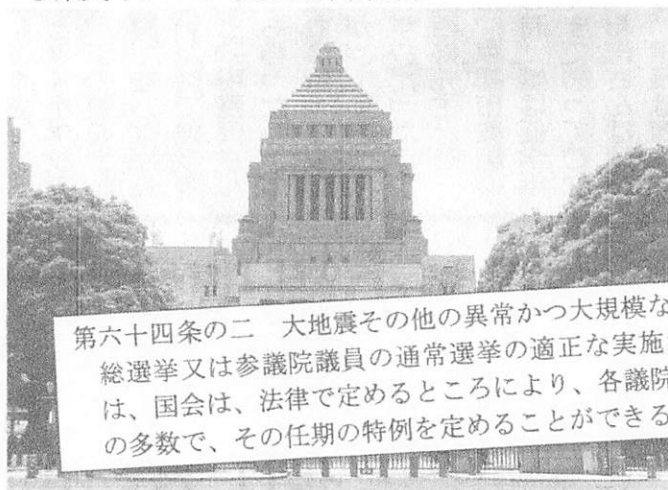 第六十四条の二　大地震その他の異常かつ大規模な
総選挙又は参議院議員の通常選挙の適正な実施
は、国会は、法律で定めるところにより、各議院
の多数で、その任期の特例を定めることができる